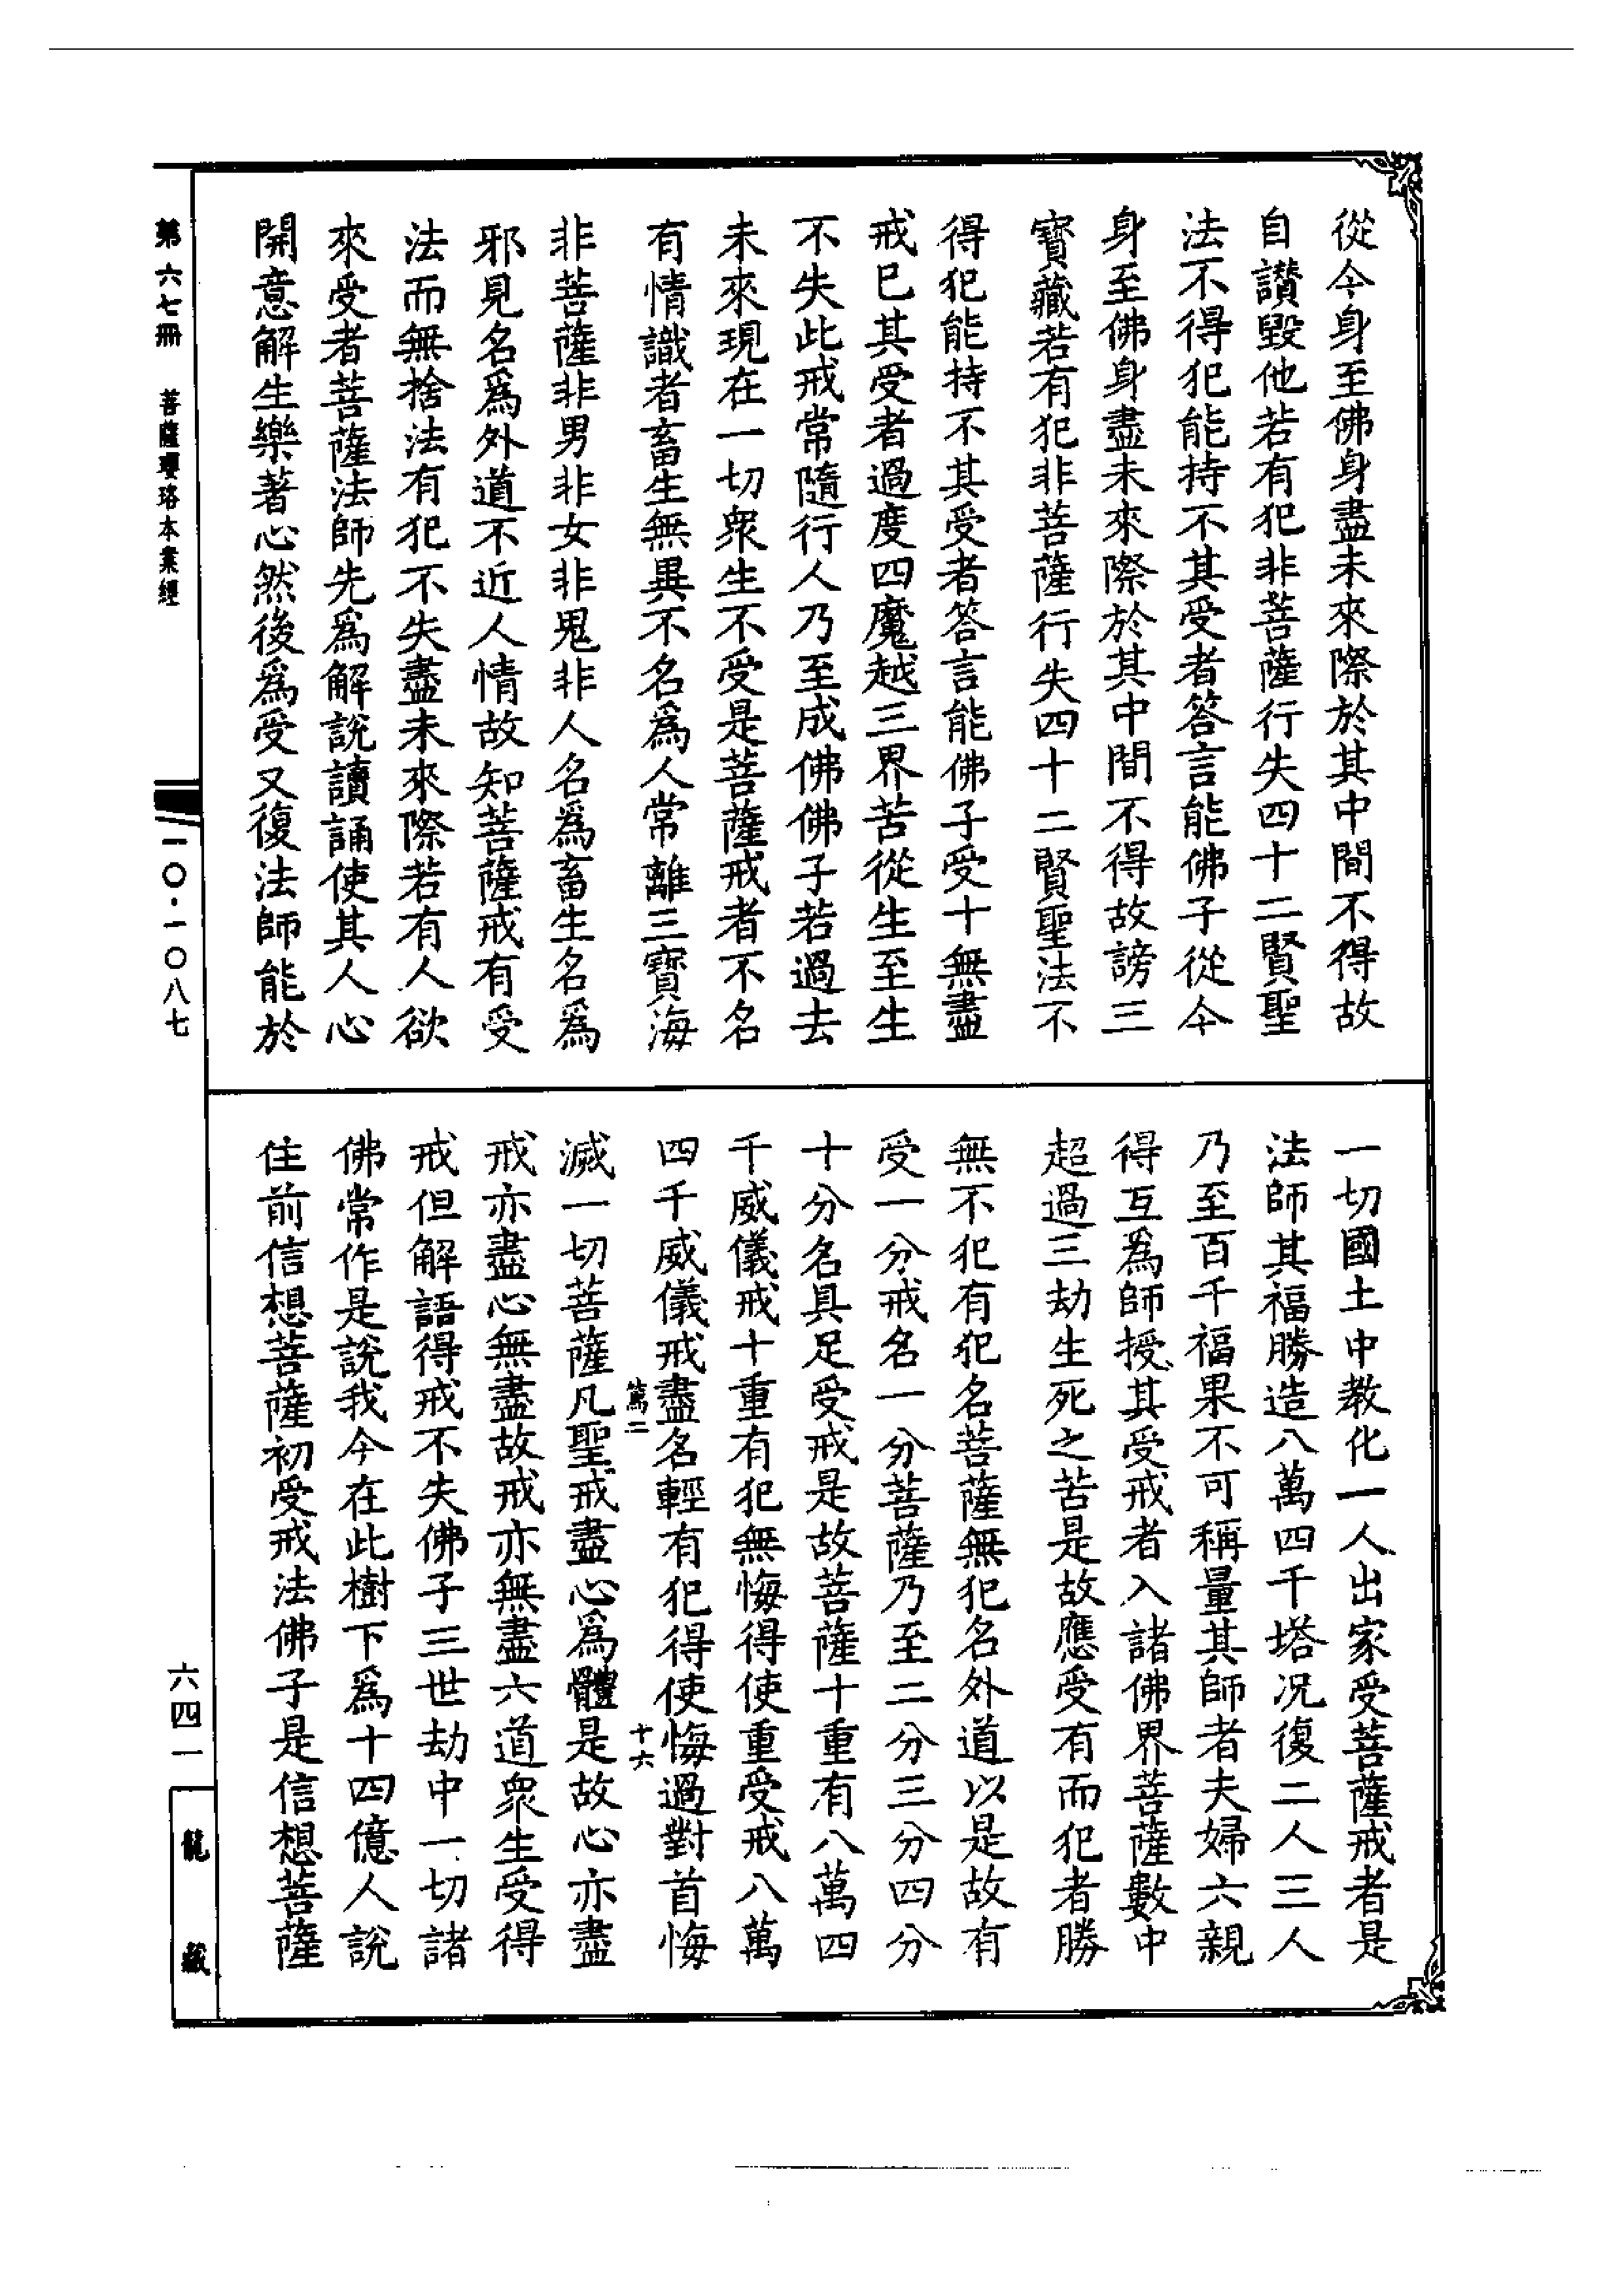 從今身至佛身盡未來際於其中間不得故
自讚毀他若有犯非菩薩行失四十二賢聖
法不得犯能持不其受者答言能佛子從今
身至佛身盡未來際於其中間不得故謗三
寶藏若有犯非菩薩行失四十二賢聖法不
得犯能持不其受者答言能佛子受十無盡
戒已其受者過度四魔越三界苦從生至生
不失此戒常隨行人乃至成佛佛子若過去
未來現在一切衆生不受是菩薩戒者不名
有情識者畜生無異不名爲人常離三寶海
非菩薩非男非女非鬼非人名爲畜生名爲
邪見名爲外道不近人情故知菩薩戒有受
法而無捨法有犯不失盡未來際若有人欲
來受者菩薩法師先爲解說讀誦使其人心
開意解生樂著心然後爲受又復法師能於
一切國土中教化一人出家受菩薩戒者是
法師其福勝造八萬四千塔況復二人三人
乃至百千福果不可稱量其師者夫婦六親
得互爲師授其受戒者入諸佛界菩薩數中
超過三劫生死之苦是故應受有而犯者勝
無不犯有犯名菩薩無犯名外道以是故有
受一分戒名一分菩薩乃至二分三分四分
十分名具足受戒是故菩薩十重有八萬四
千威儀戒十重有犯無悔得使重受戒八萬
四千威儀戒盡名輕有犯得使悔過對首悔
篤二
十六
滅一切菩薩凡聖戒盡心爲體是故心亦盡
戒亦盡心無盡故戒亦無盡六道衆生受得
戒但解語得戒不失佛子三世劫中一切諸
佛常作是說我今在此樹下爲十四億人說
住前信想菩薩初受戒法佛子是信想菩薩
第六七冊 菩薩瓔珞本業經
一〇·一〇八七
六四一
龍藏